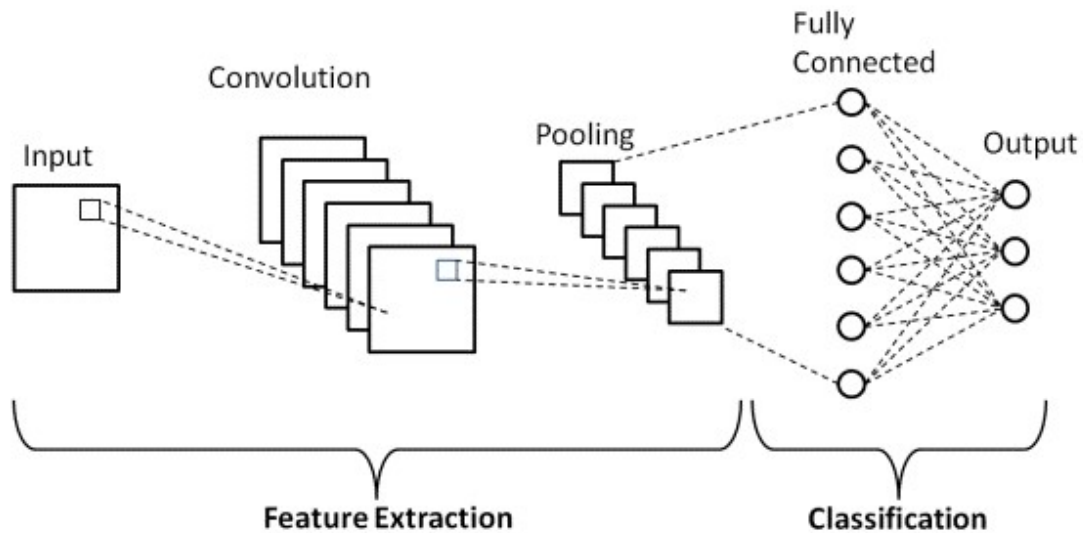 Input
Convolution
Pooling
Fully
Connected
Output
Feature Extraction
Classification